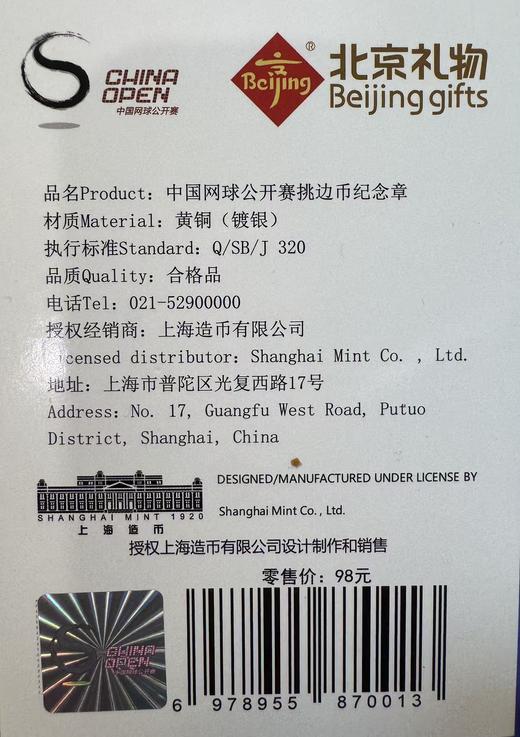 CHINA
OPEN
中国网球公开赛
Beijing
®
北京礼物
Beijing gifts
品名Product：中国网球公开赛挑边币纪念章
材质Material：黄铜（镀银）
执行标准Standard：Q/SB/J 320
品质Quality：合格品
电话Tel：021-52900000
授权经销商：上海造币有限公司
Licensed distributor：Shanghai Mint Co. , Ltd.
地址：上海市普陀区光复西路17号
Address：No. 17, Guangfu West Road, Putuo
District, Shanghai, China
DESIGNED/MANUFACTURED UNDER LICENSE BY
Shanghai Mint Co., Ltd.
SHANGHAI MINT 1920
上海造币
授权上海造币有限公司设计制作和销售
零售价：98元
CHINA
OPEN
中国网球公开赛
6 978955 870013